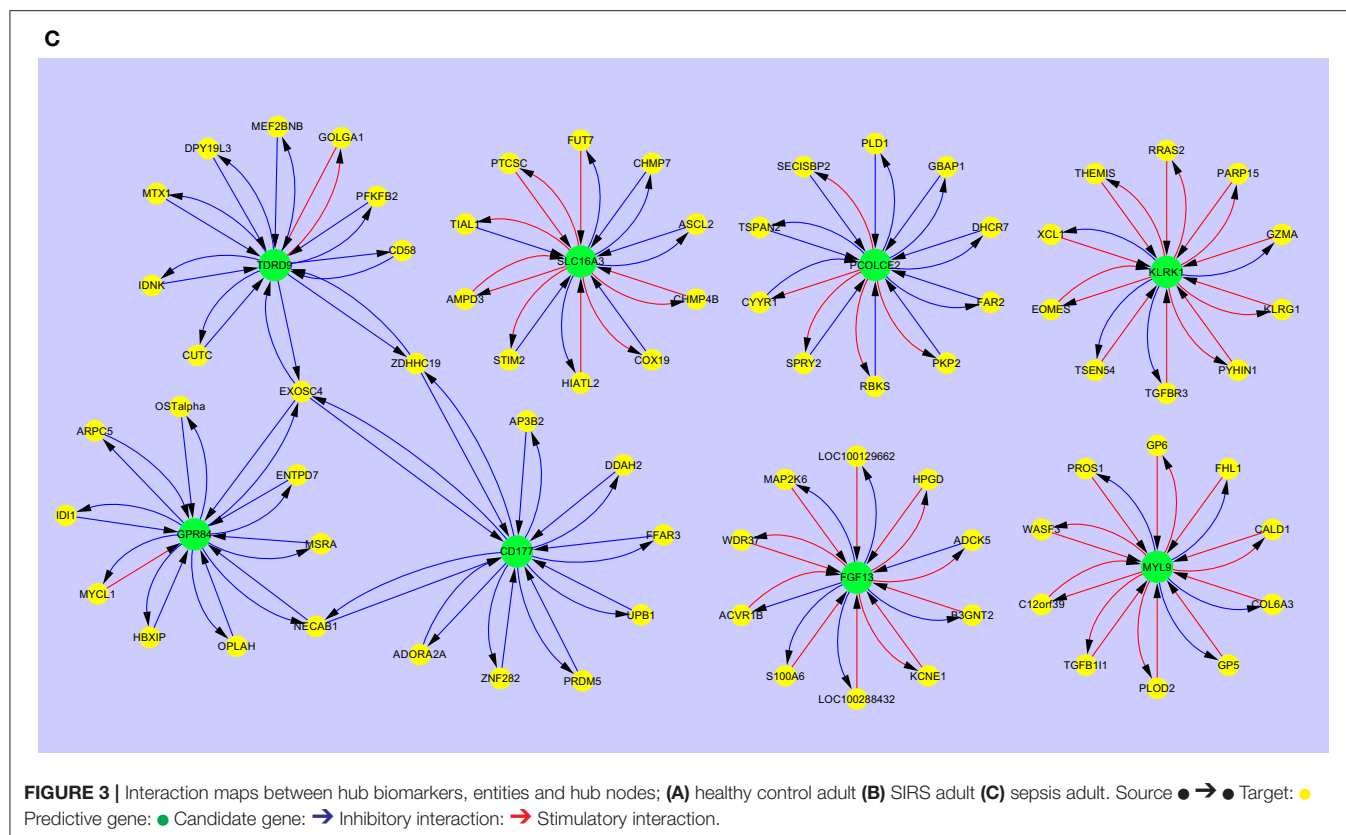 C
MEF2BNB
GOLGA1
DPY19L3
MTX1
PFKFB2
CD58
TDRD9
IDNK
CUTC
ZDHHC19
EXOSC4
FUT7
PTCSC
CHMP7
TIAL1
ASCL2
SLC16A3
AMPD3
CHMP4B
STIM2
COX19
HIATL2
PLD1
SECISBP2
GBAP1
TSPAN2
DHCR7
PCOLCE2
CYYR1
FAR2
SPRY2
PKP2
RBKS
RRAS2
THEMIS
PARP15
XCL1
GZMA
KLRK1
EOMES
KLRG1
TSEN54
PYHIN1
TGFBR3
OSTalpha
ARPC5
ENTPD7
IDI1
GPR84
MSRA
MYCL1
HBXIP
OPLAH
NECAB1
AP3B2
DDAH2
FFAR3
CD177
UPB1
ADORA2A
ZNF282
PRDM5
LOC100129662
MAP2K6
HPGD
WDR37
ADCK5
FGF13
ACVR1B
B3GNT2
S100A6
KCNE1
LOC100288432
GP6
PROS1
FHL1
WASF3
CALD1
MYL9
C12orf39
COL6A3
TGFB1I1
GP5
PLOD2
FIGURE 3 | Interaction maps between hub biomarkers, entities and hub nodes; (A) healthy control adult (B) SIRS adult (C) sepsis adult. Source ● ➔ ● Target: ●
Predictive gene: ● Candidate gene: ➔ Inhibitory interaction: ➔ Stimulatory interaction.